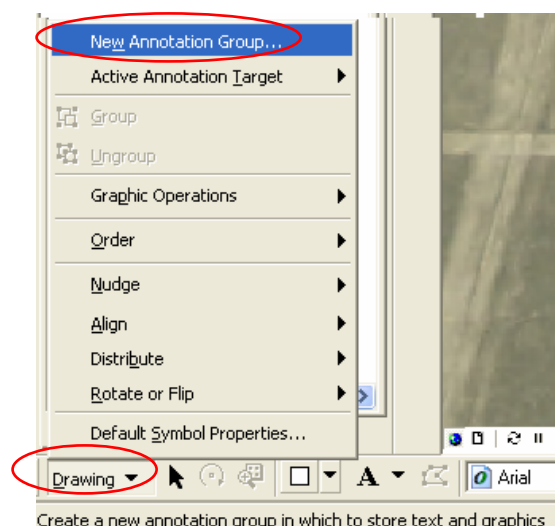 New Annotation Group...
Active Annotation Target
Group
Ungroup
Graphic Operations
Order
Nudge
Align
Distribute
Rotate or Flip
Default Symbol Properties...
Drawing A Arial
Create a new annotation group in which to store text and graphics